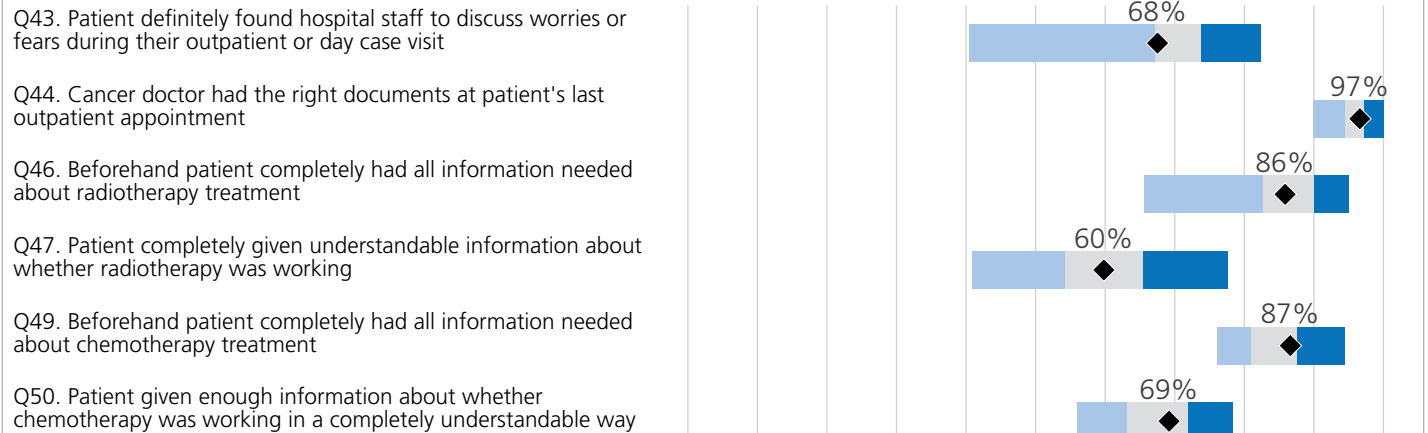 Q43. Patient definitely found hospital staff to discuss worries or
fears during their outpatient or day case visit
68%
Q44. Cancer doctor had the right documents at patient's last
outpatient appointment
97%
Q46. Beforehand patient completely had all information needed
about radiotherapy treatment
86%
Q47. Patient completely given understandable information about
whether radiotherapy was working
60%
Q49. Beforehand patient completely had all information needed
about chemotherapy treatment
87%
Q50. Patient given enough information about whether
chemotherapy was working in a completely understandable way
69%